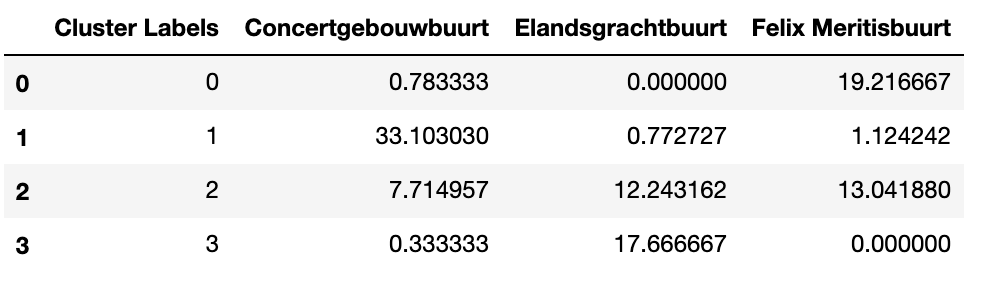 Cluster Labels Concertgebouwbuurt Elandsgrachtbuurt Felix Meritisbuurt
0 0 0.783333 0.000000 19.216667
1 1 33.103030 0.772727 1.124242
2 2 7.714957 12.243162 13.041880
3 3 0.333333 17.666667 0.000000